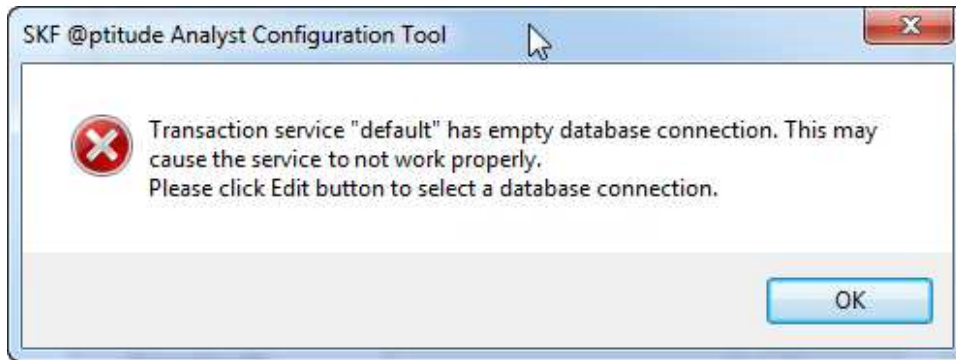 SKF @ptitude Analyst Configuration Tool
Transaction service "default" has empty database connection. This may
cause the service to not work properly.
Please click Edit button to select a database connection.
OK